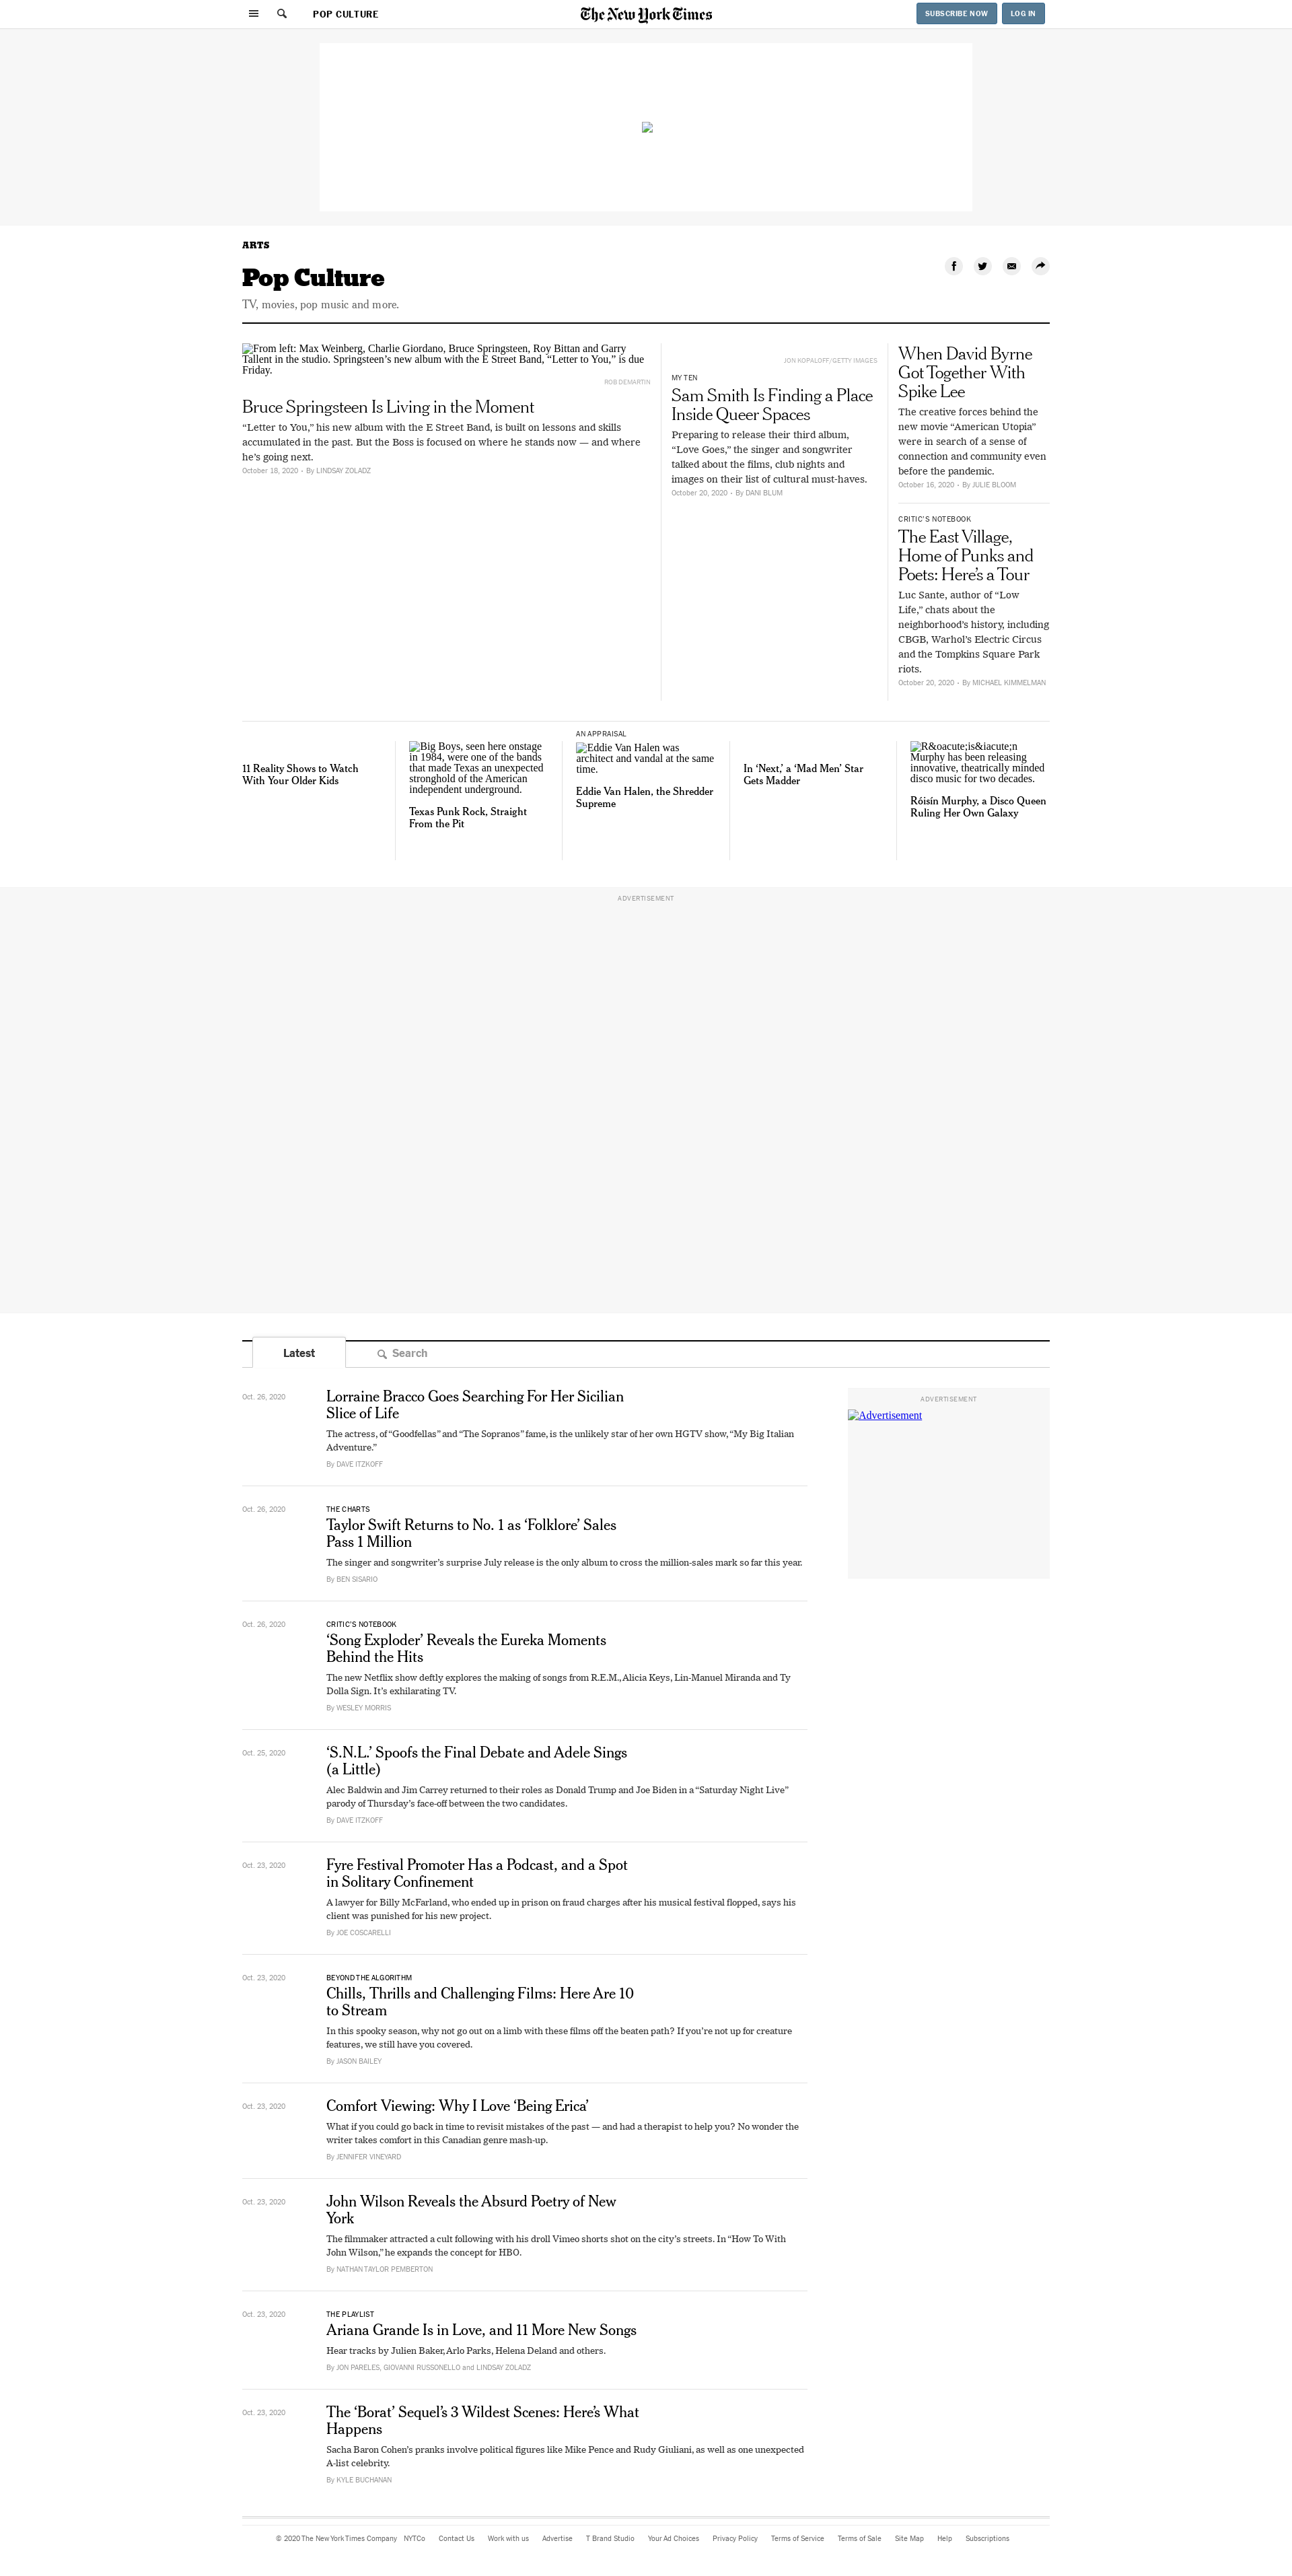 POP CULTURE
The New York Times
SUBSCRIBE NOW
LOG IN
ARTS
Pop Culture
TV, movies, pop music and more.
From left: Max Weinberg, Charlie Giordano, Bruce Springsteen, Roy Bittan and Garry
Tallent in the studio. Springsteen’s new album with the E Street Band, “Letter to You,” is due
Friday.
ROB DEMARTIN
Bruce Springsteen Is Living in the Moment
“Letter to You,” his new album with the E Street Band, is built on lessons and skills
accumulated in the past. But the Boss is focused on where he stands now — and where
he’s going next.
October 18, 2020 • By LINDSAY ZOLADZ
JON KOPALOFF/GETTY IMAGES
MY TEN
Sam Smith Is Finding a Place
Inside Queer Spaces
Preparing to release their third album,
“Love Goes,” the singer and songwriter
talked about the films, club nights and
images on their list of cultural must-haves.
October 20, 2020 • By DANI BLUM
When David Byrne
Got Together With
Spike Lee
The creative forces behind the
new movie “American Utopia”
were in search of a sense of
connection and community even
before the pandemic.
October 16, 2020 • By JULIE BLOOM
CRITIC’S NOTEBOOK
The East Village,
Home of Punks and
Poets: Here’s a Tour
Luc Sante, author of “Low
Life,” chats about the
neighborhood’s history, including
CBGB, Warhol’s Electric Circus
and the Tompkins Square Park
riots.
October 20, 2020 • By MICHAEL KIMMELMAN
11 Reality Shows to Watch
With Your Older Kids
Big Boys, seen here onstage
in 1984, were one of the bands
that made Texas an unexpected
stronghold of the American
independent underground.
Texas Punk Rock, Straight
From the Pit
AN APPRAISAL
Eddie Van Halen was
architect and vandal at the same
time.
Eddie Van Halen, the Shredder
Supreme
In ‘Next,’ a ‘Mad Men’ Star
Gets Madder
R&oacute;is&iacute;n
Murphy has been releasing
innovative, theatrically minded
disco music for two decades.
Róisín Murphy, a Disco Queen
Ruling Her Own Galaxy
ADVERTISEMENT
Latest
Search
Oct. 26, 2020
Lorraine Bracco Goes Searching For Her Sicilian
Slice of Life
The actress, of “Goodfellas” and “The Sopranos” fame, is the unlikely star of her own HGTV show, “My Big Italian
Adventure.”
By DAVE ITZKOFF
ADVERTISEMENT
Advertisement
Oct. 26, 2020
THE CHARTS
Taylor Swift Returns to No. 1 as ‘Folklore’ Sales
Pass 1 Million
The singer and songwriter’s surprise July release is the only album to cross the million-sales mark so far this year.
By BEN SISARIO
Oct. 26, 2020
CRITIC’S NOTEBOOK
‘Song Exploder’ Reveals the Eureka Moments
Behind the Hits
The new Netflix show deftly explores the making of songs from R.E.M., Alicia Keys, Lin-Manuel Miranda and Ty
Dolla Sign. It’s exhilarating TV.
By WESLEY MORRIS
Oct. 25, 2020
‘S.N.L.’ Spoofs the Final Debate and Adele Sings
(a Little)
Alec Baldwin and Jim Carrey returned to their roles as Donald Trump and Joe Biden in a “Saturday Night Live”
parody of Thursday’s face-off between the two candidates.
By DAVE ITZKOFF
Oct. 23, 2020
Fyre Festival Promoter Has a Podcast, and a Spot
in Solitary Confinement
A lawyer for Billy McFarland, who ended up in prison on fraud charges after his musical festival flopped, says his
client was punished for his new project.
By JOE COSCARELLI
Oct. 23, 2020
BEYOND THE ALGORITHM
Chills, Thrills and Challenging Films: Here Are 10
to Stream
In this spooky season, why not go out on a limb with these films off the beaten path? If you’re not up for creature
features, we still have you covered.
By JASON BAILEY
Oct. 23, 2020
Comfort Viewing: Why I Love ‘Being Erica’
What if you could go back in time to revisit mistakes of the past — and had a therapist to help you? No wonder the
writer takes comfort in this Canadian genre mash-up.
By JENNIFER VINEYARD
Oct. 23, 2020
John Wilson Reveals the Absurd Poetry of New
York
The filmmaker attracted a cult following with his droll Vimeo shorts shot on the city’s streets. In “How To With
John Wilson,” he expands the concept for HBO.
By NATHAN TAYLOR PEMBERTON
Oct. 23, 2020
THE PLAYLIST
Ariana Grande Is in Love, and 11 More New Songs
Hear tracks by Julien Baker, Arlo Parks, Helena Deland and others.
By JON PARELES, GIOVANNI RUSSONELLO and LINDSAY ZOLADZ
Oct. 23, 2020
The ‘Borat’ Sequel’s 3 Wildest Scenes: Here’s What
Happens
Sacha Baron Cohen’s pranks involve political figures like Mike Pence and Rudy Giuliani, as well as one unexpected
A-list celebrity.
By KYLE BUCHANAN
© 2020 The New York Times Company NYTCo Contact Us Work with us Advertise T Brand Studio Your Ad Choices Privacy Policy Terms of Service Terms of Sale Site Map Help Subscriptions